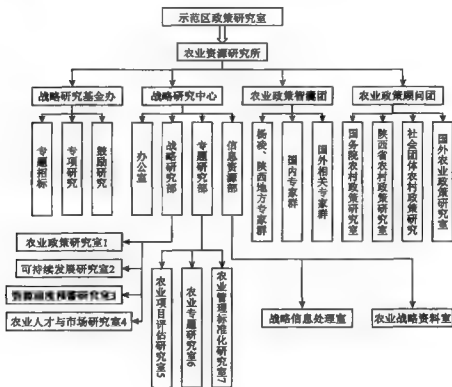 示范区政策研究室
农业资源研究所
战略研究基金办
战略研究中心
农业政策智囊团
农业政策顾问团
专题招标
专项研究
鼓励研究
办公室
战略研究部
专题研究部
信息资源部
杨凌、陕西地方专家群
国内专家群
国外相关专家群
国务院农村政策研究室
陕西省农村政策研究室
社会团体农村政策研究
国外农业政策研究室
农业政策研究室1
可持续发展研究室2
研究室3
农业人才与市场研究室4
农业项目评估研究室5
农业专题研究室6
农业管理标准化研究室7
战略信息处理室
农业战略资料室